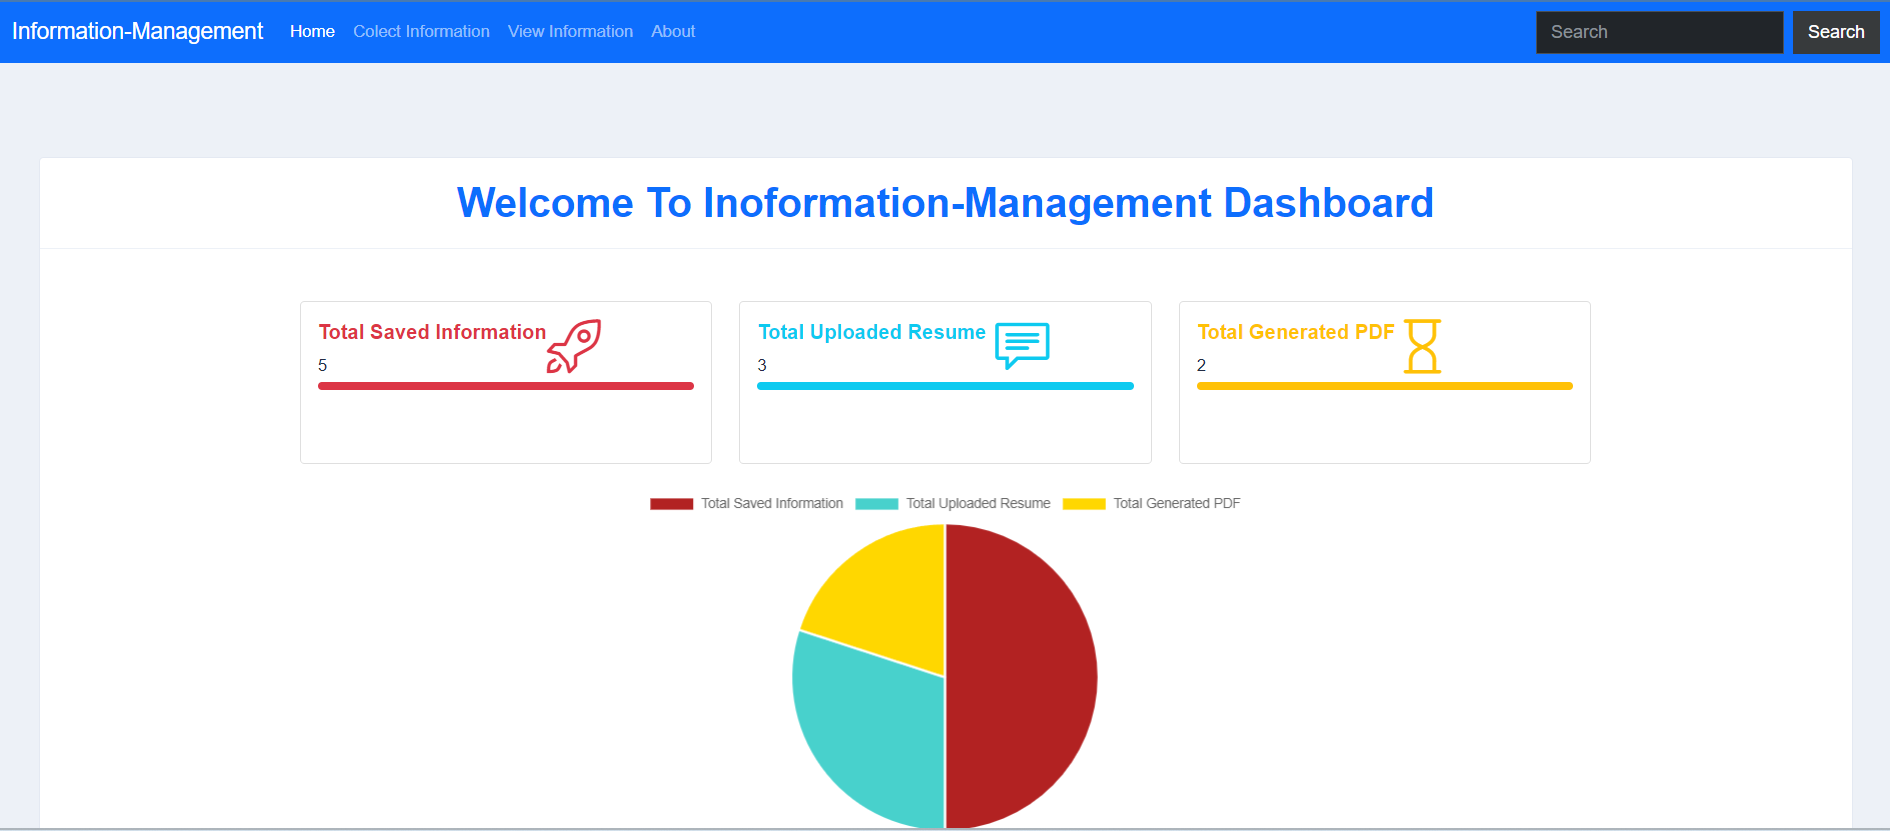 Information-Management Home Colect Information View Information About Search Search
Welcome To Inoformation-Management Dashboard
Total Saved Information
5
Total Uploaded Resume
3
Total Generated PDF
2
Total Saved Information Total Uploaded Resume Total Generated PDF